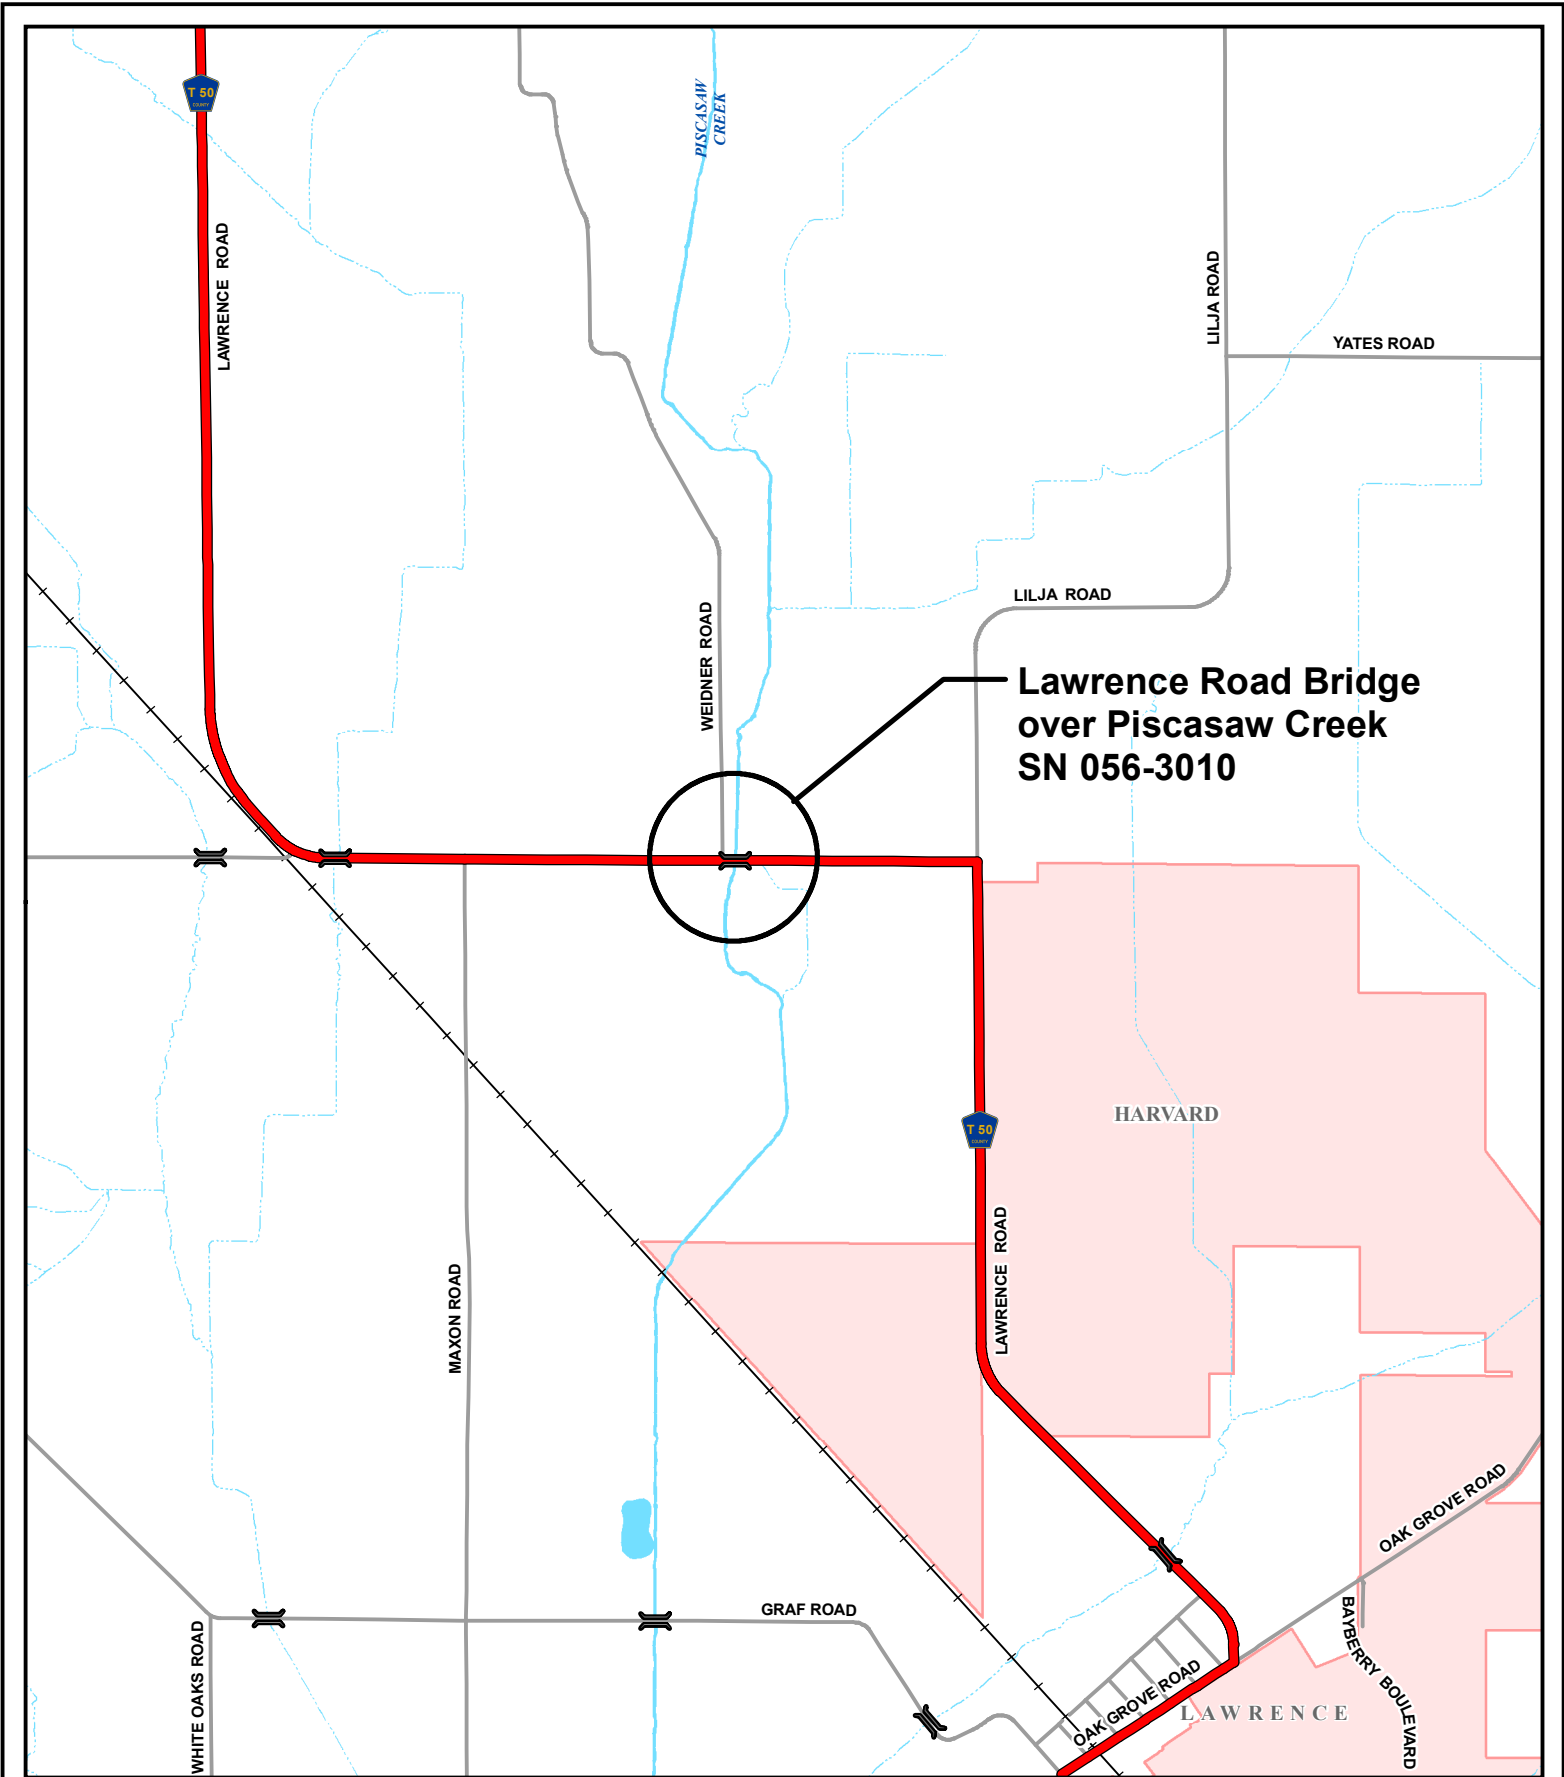 T 50
COUNTY
PISCASAW
CREEK
LAWRENCE ROAD
LILJA ROAD
YATES ROAD
LILJA ROAD
WEIDNER ROAD
Lawrence Road Bridge
over Piscasaw Creek
SN 056-3010
HARVARD
T 50
COUNTY
LAWRENCE ROAD
MAXON ROAD
OAK GROVE ROAD
GRAF ROAD
BAYBERRY BOULEVARD
WHITE OAKS ROAD
OAK GROVE ROAD
LAWRENCE